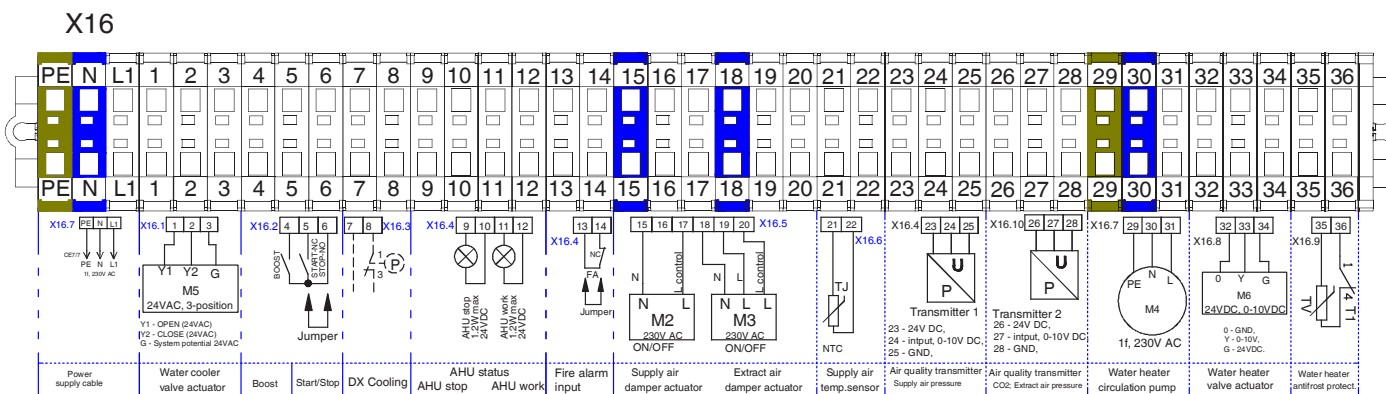 X16
PE N L1 1 2 3 4 5 6 7 8 9 10 11 12 13 14 15 16 17 18 19 20 21 22 23 24 25 26 27 28 29 30 31 32 33 34 35 36
PE N L1 1 2 3 4 5 6 7 8 9 10 11 12 13 14 15 16 17 18 19 20 21 22 23 24 25 26 27 28 29 30 31 32 33 34 35 36
X16.7 PE N L1
PE N L1
1f, 230V AC
Power
supply cable
X16.1 1 2 3
Y1 Y2 G
M5
24VAC, 3-position
Y1 - OPEN (24VAC)
Y2 - CLOSE (24VAC)
G - System potential 24VAC
Water cooler
valve actuator
X16.2 4 5 6
BOOST
START-NC
STOP-NO
Jumper
Boost
Start/Stop
7 8 X16.3
1
3
P
DX Cooling
X16.4 9 10 11 12
AHU stop
1,2W max
24VDC
AHU work
1,2W max
24VDC
AHU status
AHU stop AHU work
13 14
X16.4
NC
FA
Jumper
Fire alarm
input
15 16 17 18 19 20 X16.5
N L control L L control
N L
M2
230V AC
ON/OFF
N L
M3
230V AC
ON/OFF
Supply air
damper actuator
Extract air
damper actuator
21 22
X16.6
TJ
NTC
Supply air
temp.sensor
X16.4 23 24 25
U
P
Transmitter 1
23 - 24V DC,
24 - intput, 0-10V DC,
25 - GND,
Air quality transmitter
Supply air pressure
X16.10 26 27 28
U
P
Transmitter 2
26 - 24V DC,
27 - intput, 0-10V DC,
28 - GND,
Air quality transmitter
CO2; Extract air pressure
X16.7
29 30 31
PE N L
M4
1f, 230V AC
Water heater
circulation pump
32 33 34
X16.8
0 Y G
M6
24VDC, 0-10VDC
0 - GND,
Y - 0-10V,
G - 24VDC.
Water heater
valve actuator
35 36
X16.9
TV
1
4
T1
Water heater
antifrost protect.